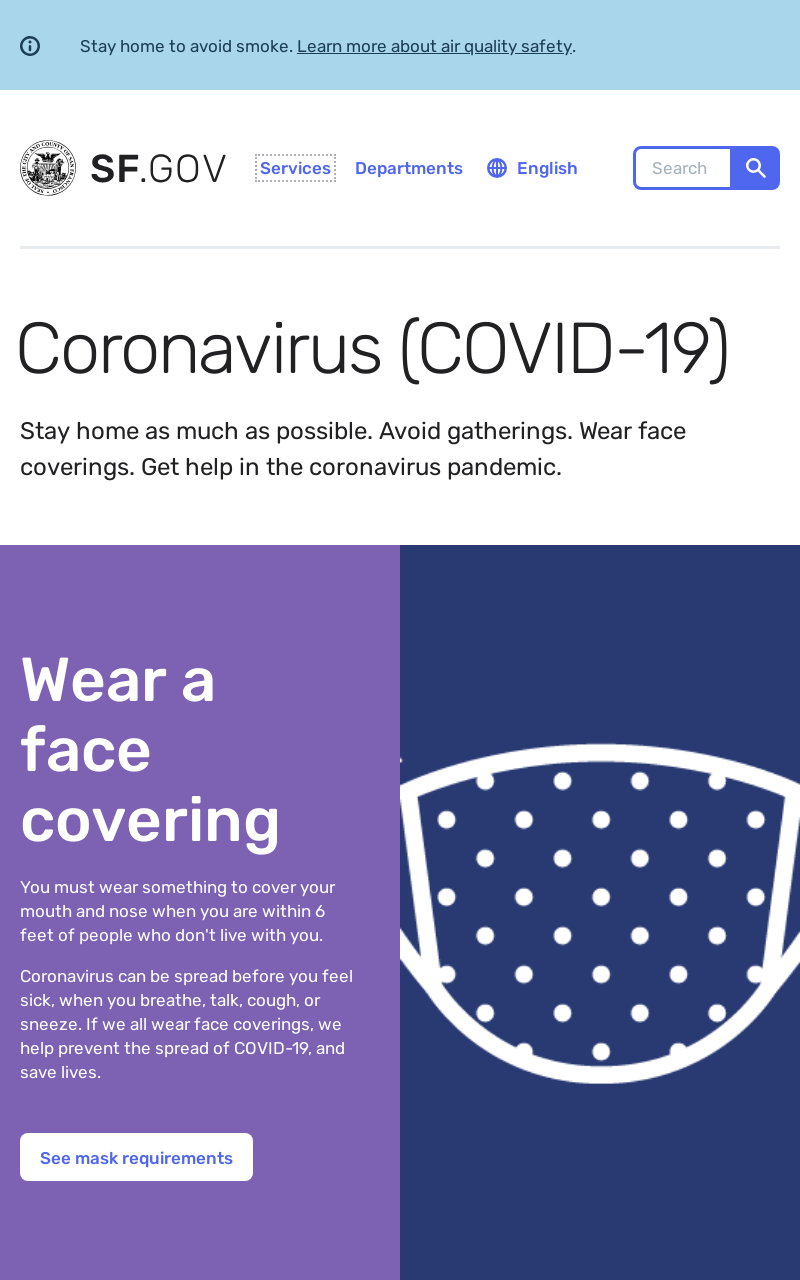 Stay home to avoid smoke. Learn more about air quality safety.
SF.GOV
Services
Departments
English
Search
Coronavirus (COVID-19)
Stay home as much as possible. Avoid gatherings. Wear face
coverings. Get help in the coronavirus pandemic.
Wear a
face
covering
You must wear something to cover your
mouth and nose when you are within 6
feet of people who don't live with you.
Coronavirus can be spread before you feel
sick, when you breathe, talk, cough, or
sneeze. If we all wear face coverings, we
help prevent the spread of COVID-19, and
save lives.
See mask requirements